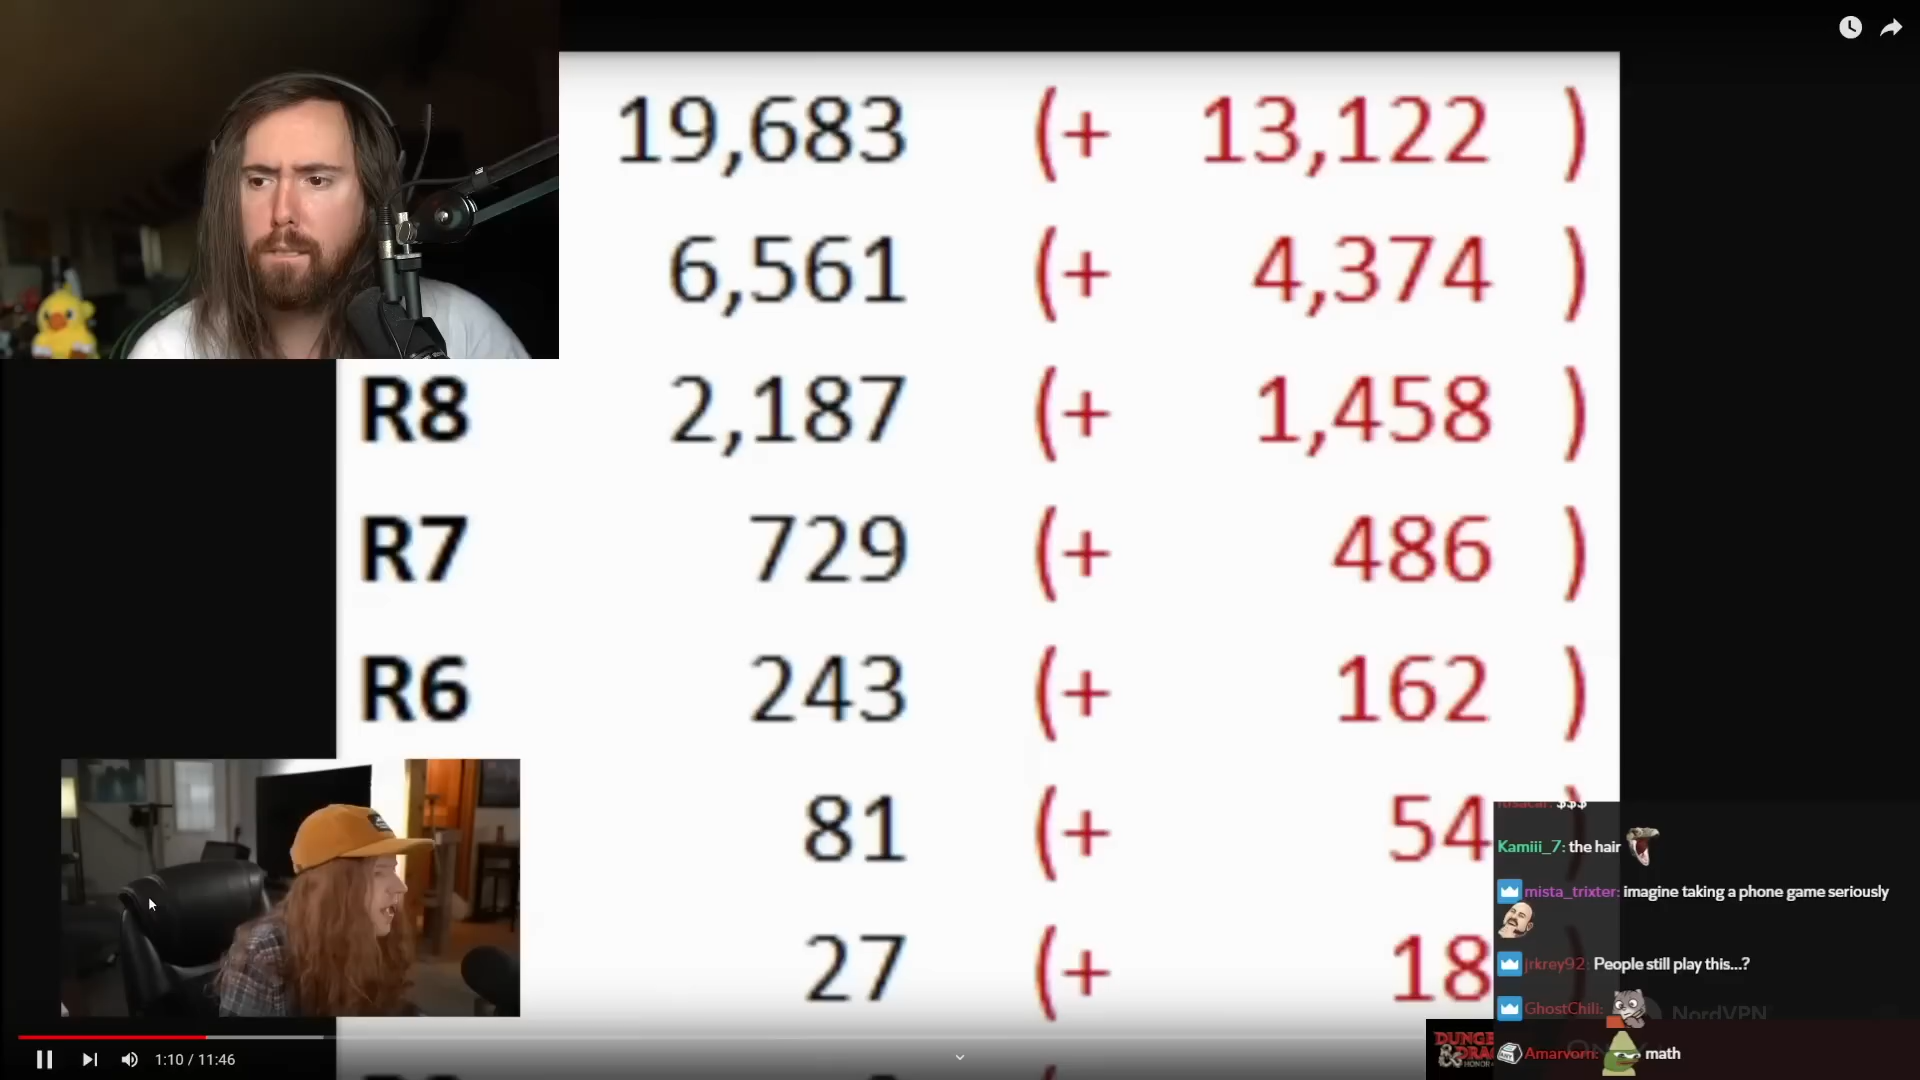 19,683 (+ 13,122 )
6,561 (+ 4,374 )
R8 2,187 (+ 1,458 )
R7 729 (+ 486 )
R6 243 (+ 162 )
81 (+ 54 )
27 (+ 18
$$$
Kamiii_7: the hair
mista_trixter: imagine taking a phone game seriously
jrkrey92: People still play this...?
GhostChili:
NordVPN
Amarvorn: math
1:10 / 11:46